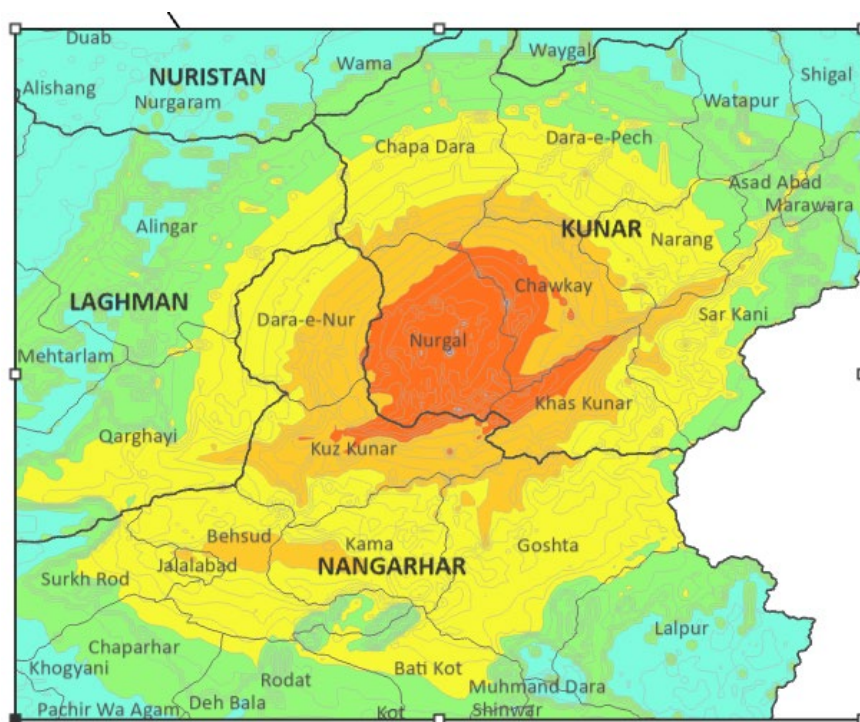 Duab
Wama
Waygal
NURISTAN
Shigal
Alishang
Nurgaram
Watapur
Chapa Dara
Dara-e-Pech
Asad Abad
Marawara
Alingar
KUNAR
Narang
LAGHMAN
Chawkay
Dara-e-Nur
Sar Kani
Nurgal
Mehtarlam
Khas Kunar
Qarghayi
Kuz Kunar
Behsud
Kama
Goshta
Jalalabad
NANGARHAR
Surkh Rod
Lalpur
Chaparhar
Khogyani
Bati Kot
Rodat
Muhmand Dara
Deh Bala
Pachir Wa Agam
Kot
Shinwar